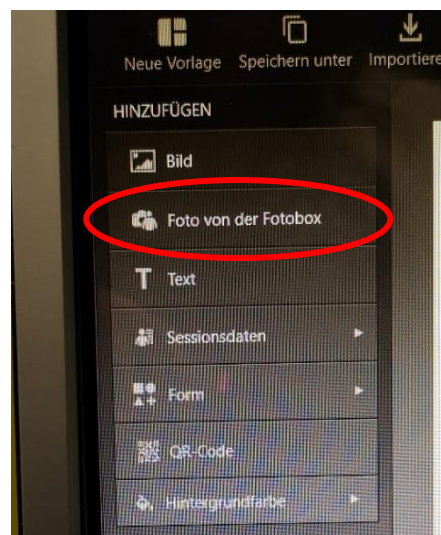 Neue Vorlage Speichern unter Importiere
HINZUFÜGEN
Bild
Foto von der Fotobox
Text
Sessionsdaten
Form
QR-Code
Hintergrundfarbe